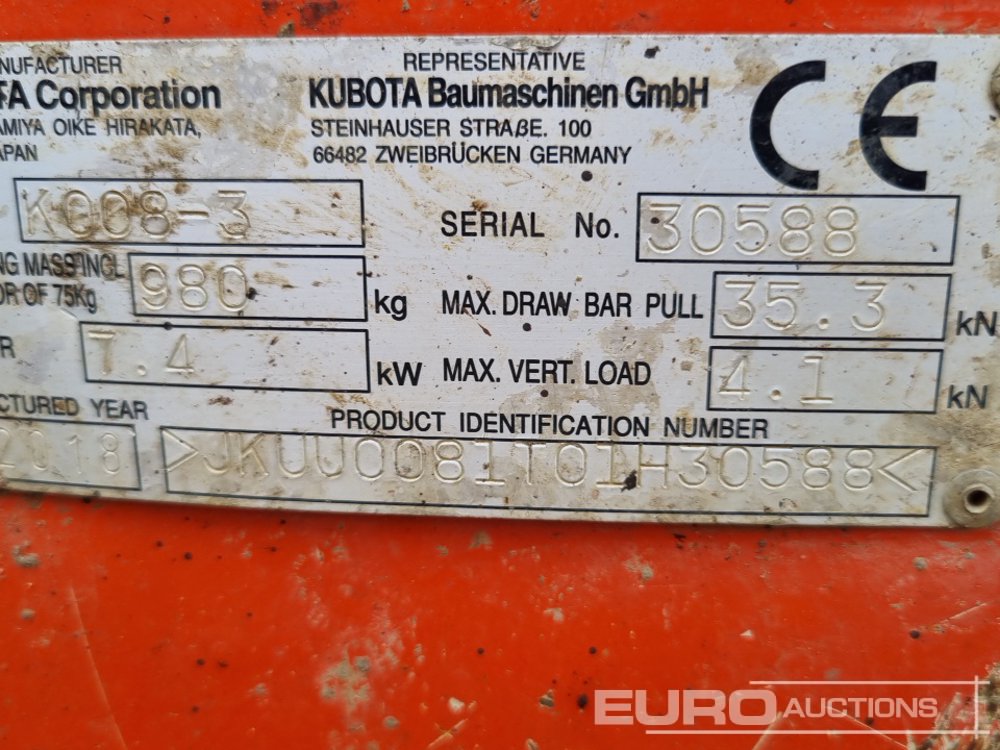 NUFACTURER
FA Corporation
AMIYA OIKE HIRAKATA,
APAN
REPRESENTATIVE
KUBOTA Baumaschinen GmbH
STEINHAUSER STRAßE. 100
66482 ZWEIBRÜCKEN GERMANY
CE
K008-3
SERIAL No. 30588
NG MASS INCL
OR OF 75Kg
980 kg
MAX. DRAW BAR PULL 35.3 kN
R 7.4 kW
MAX. VERT. LOAD 4.1 kN
CTURED YEAR
2018
PRODUCT IDENTIFICATION NUMBER
>JKUU0081T01H30588<
EURO AUCTIONS